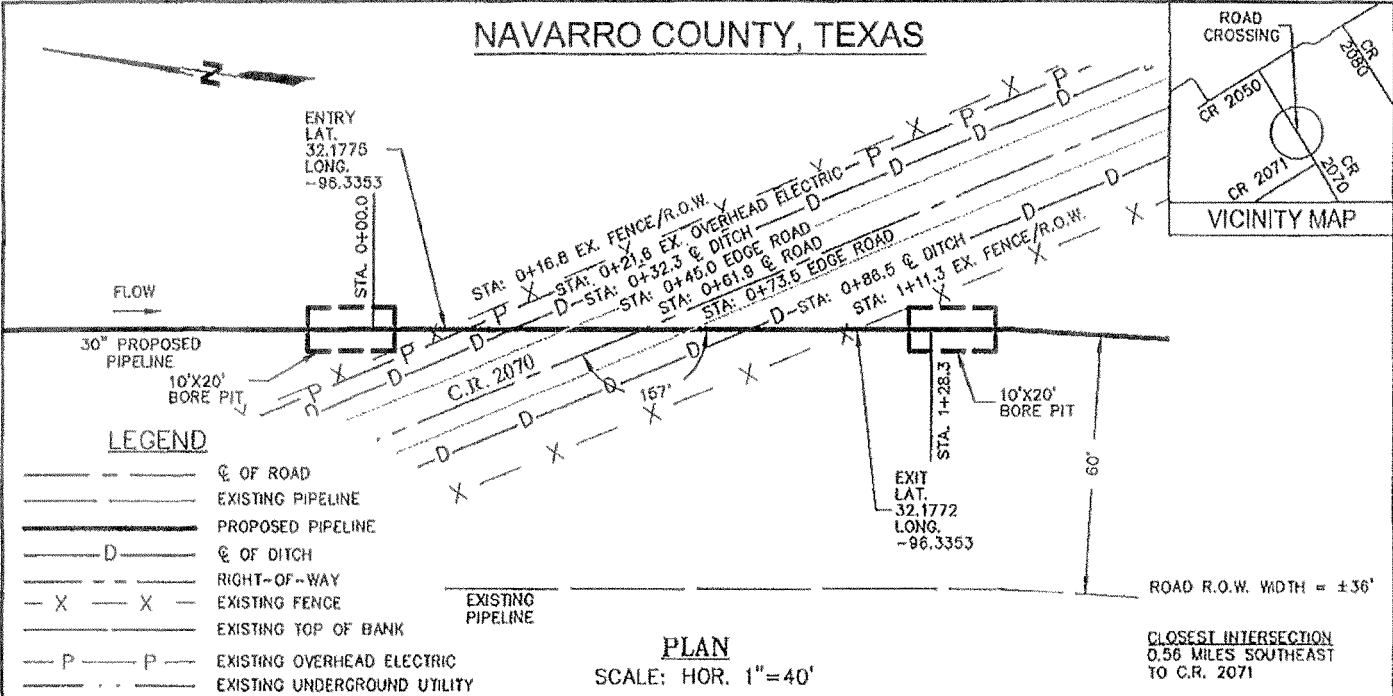 NAVARRO COUNTY, TEXAS
N
ROAD
CROSSING
CR
2080
CR 2050
CR 2071
CR
2070
VICINITY MAP
ENTRY
LAT.
32.1775
LONG.
-96.3353
STA. 0+00.0
STA: 0+16.8 EX. FENCE/R.O.W.
STA: 0+21.6 EX. OVERHEAD ELECTRIC
STA: 0+32.3 ℄ DITCH
STA: 0+45.0 EDGE ROAD
STA: 0+61.9 ℄ ROAD
STA: 0+73.5 EDGE ROAD
STA: 0+86.5 ℄ DITCH
STA: 1+11.3 EX. FENCE/R.O.W.
FLOW
30" PROPOSED
PIPELINE
10'X20'
BORE PIT
C.R. 2070
157°
STA. 1+28.3
10'X20'
BORE PIT
60'
EXIT
LAT.
32.1772
LONG.
-96.3353
LEGEND
℄ OF ROAD
EXISTING PIPELINE
PROPOSED PIPELINE
D ℄ OF DITCH
RIGHT-OF-WAY
X X EXISTING FENCE
EXISTING TOP OF BANK
P P EXISTING OVERHEAD ELECTRIC
EXISTING UNDERGROUND UTILITY
EXISTING
PIPELINE
PLAN
SCALE: HOR. 1"=40'
ROAD R.O.W. WIDTH = ±36'
CLOSEST INTERSECTION
0.56 MILES SOUTHEAST
TO C.R. 2071